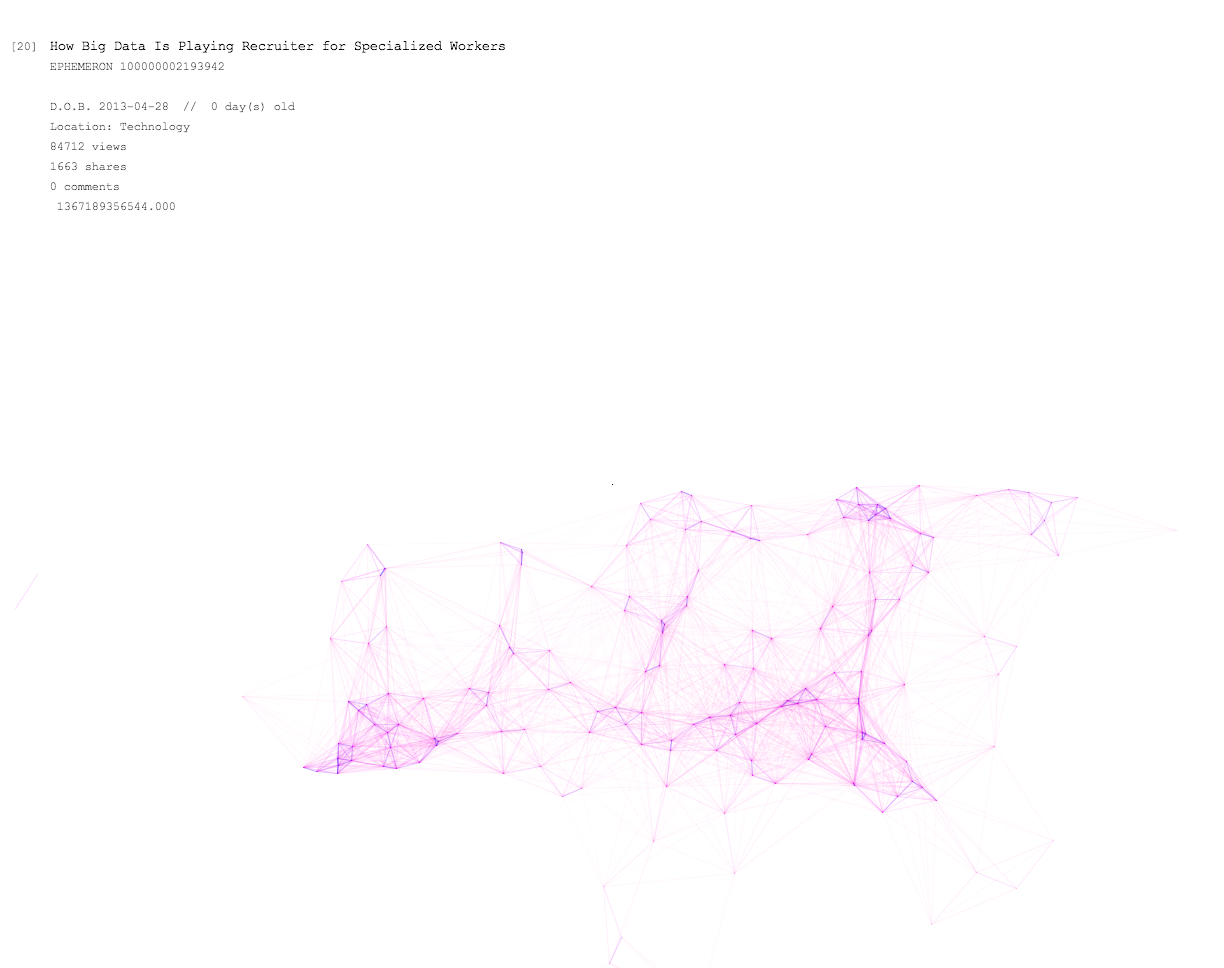 [20] How Big Data Is Playing Recruiter for Specialized Workers
EPHEMERON 100000002193942
D.O.B. 2013-04-28 // 0 day(s) old
Location: Technology
84712 views
1663 shares
0 comments
1367189356544.000